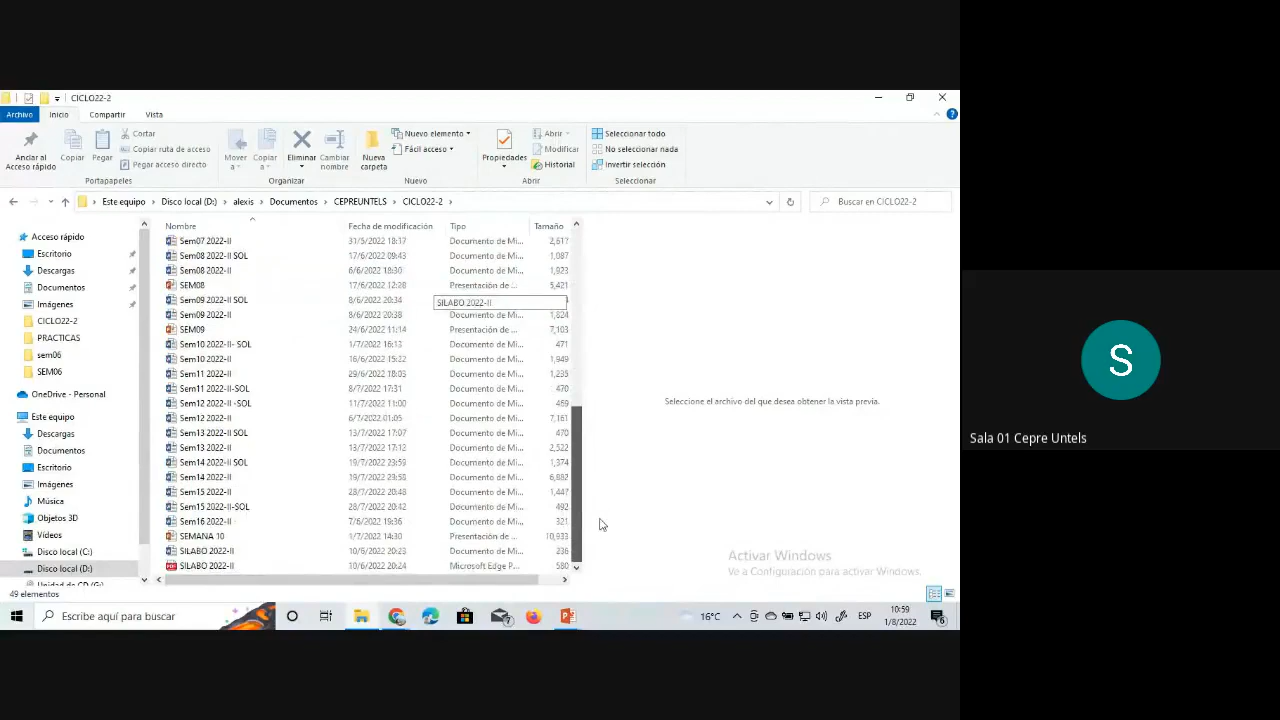 CICLO22-2
Archivo Inicio Compartir Vista
Anclar al Acceso rápido
Copiar
Pegar
Cortar
Copiar ruta de acceso
Pegar acceso directo
Portapapeles
Mover a
Copiar a
Eliminar
Cambiar nombre
Organizar
Nueva carpeta
Nuevo elemento
Fácil acceso
Nuevo
Propiedades
Abrir
Modificar
Historial
Abrir
Seleccionar todo
No seleccionar nada
Invertir selección
Seleccionar
Este equipo Disco local (D:) alexis Documentos CEPREUNTELS CICLO22-2
Buscar en CICLO22-2
Acceso rápido
Escritorio
Descargas
Documentos
Imágenes
CICLO22-2
PRACTICAS
sem06
SEM06
OneDrive - Personal
Este equipo
Descargas
Documentos
Escritorio
Imágenes
Música
Objetos 3D
Vídeos
Disco local (C:)
Disco local (D:)
Nombre Fecha de modificación Tipo Tamaño
Sem07 2022-II 31/5/2022 18:17 Documento de Mi... 2,617
Sem08 2022-II SOL 17/6/2022 09:43 Documento de Mi... 1,087
Sem08 2022-II 6/6/2022 18:30 Documento de Mi... 1,923
SEM08 17/6/2022 12:28 Presentación de ... 5,421
Sem09 2022-II SOL 8/6/2022 20:34
SILABO 2022-II
Sem09 2022-II 8/6/2022 20:38 Documento de Mi... 1,824
SEM09 24/6/2022 11:14 Presentación de ... 7,103
Sem10 2022-II- SOL 1/7/2022 16:13 Documento de Mi... 471
Sem10 2022-II 16/6/2022 15:22 Documento de Mi... 1,949
Sem11 2022-II 29/6/2022 18:05 Documento de Mi... 1,235
Sem11 2022-II-SOL 8/7/2022 17:31 Documento de Mi... 470
Sem12 2022-II -SOL 11/7/2022 11:00 Documento de Mi... 469
Sem12 2022-II 6/7/2022 01:05 Documento de Mi... 7,161
Sem13 2022-II SOL 13/7/2022 17:07 Documento de Mi... 470
Sem13 2022-II 13/7/2022 17:12 Documento de Mi... 2,522
Sem14 2022-II SOL 19/7/2022 23:59 Documento de Mi... 1,374
Sem14 2022-II 19/7/2022 23:58 Documento de Mi... 6,882
Sem15 2022-II 28/7/2022 20:48 Documento de Mi... 1,447
Sem15 2022-II-SOL 28/7/2022 20:42 Documento de Mi... 492
Sem16 2022-II 7/6/2022 19:36 Documento de Mi... 321
SEMANA 10 1/7/2022 14:30 Presentación de ... 10,933
SILABO 2022-II 10/6/2022 20:23 Documento de Mi... 236
SILABO 2022-II 10/6/2022 20:24 Microsoft Edge P... 580
Seleccione el archivo del que desea obtener la vista previa.
Activar Windows
Ve a Configuración para activar Windows.
49 elementos
Escribe aquí para buscar
16°C
ESP
10:59
1/8/2022
S
Sala 01 Cepre Untels